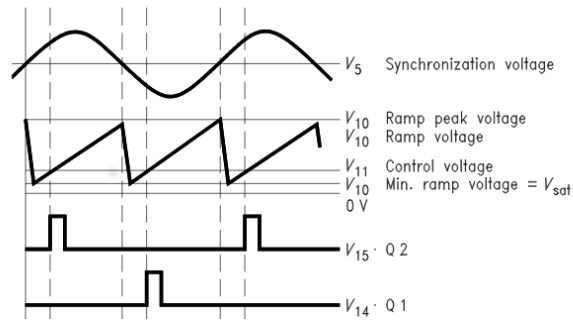 V5 Synchronization voltage
V10 Ramp peak voltage
V10 Ramp voltage
V11 Control voltage
V10 Min. ramp voltage = Vsat
0 V
V15 · Q 2
V14 · Q 1